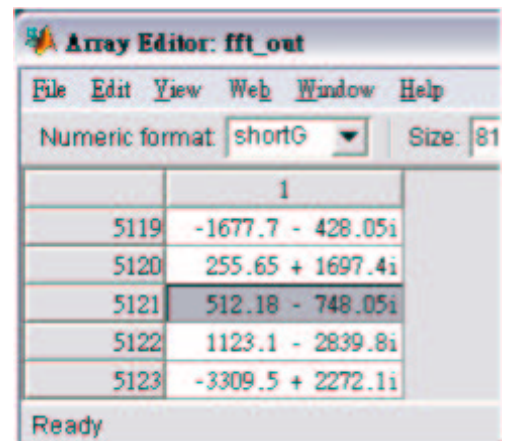 Array Editor: fft_out
File Edit View Web Window Help
Numeric format: shortG Size: 81
1
5119 -1677.7 - 428.05i
5120 255.65 + 1697.4i
5121 512.18 - 748.05i
5122 1123.1 - 2839.8i
5123 -3309.5 + 2272.1i
Ready